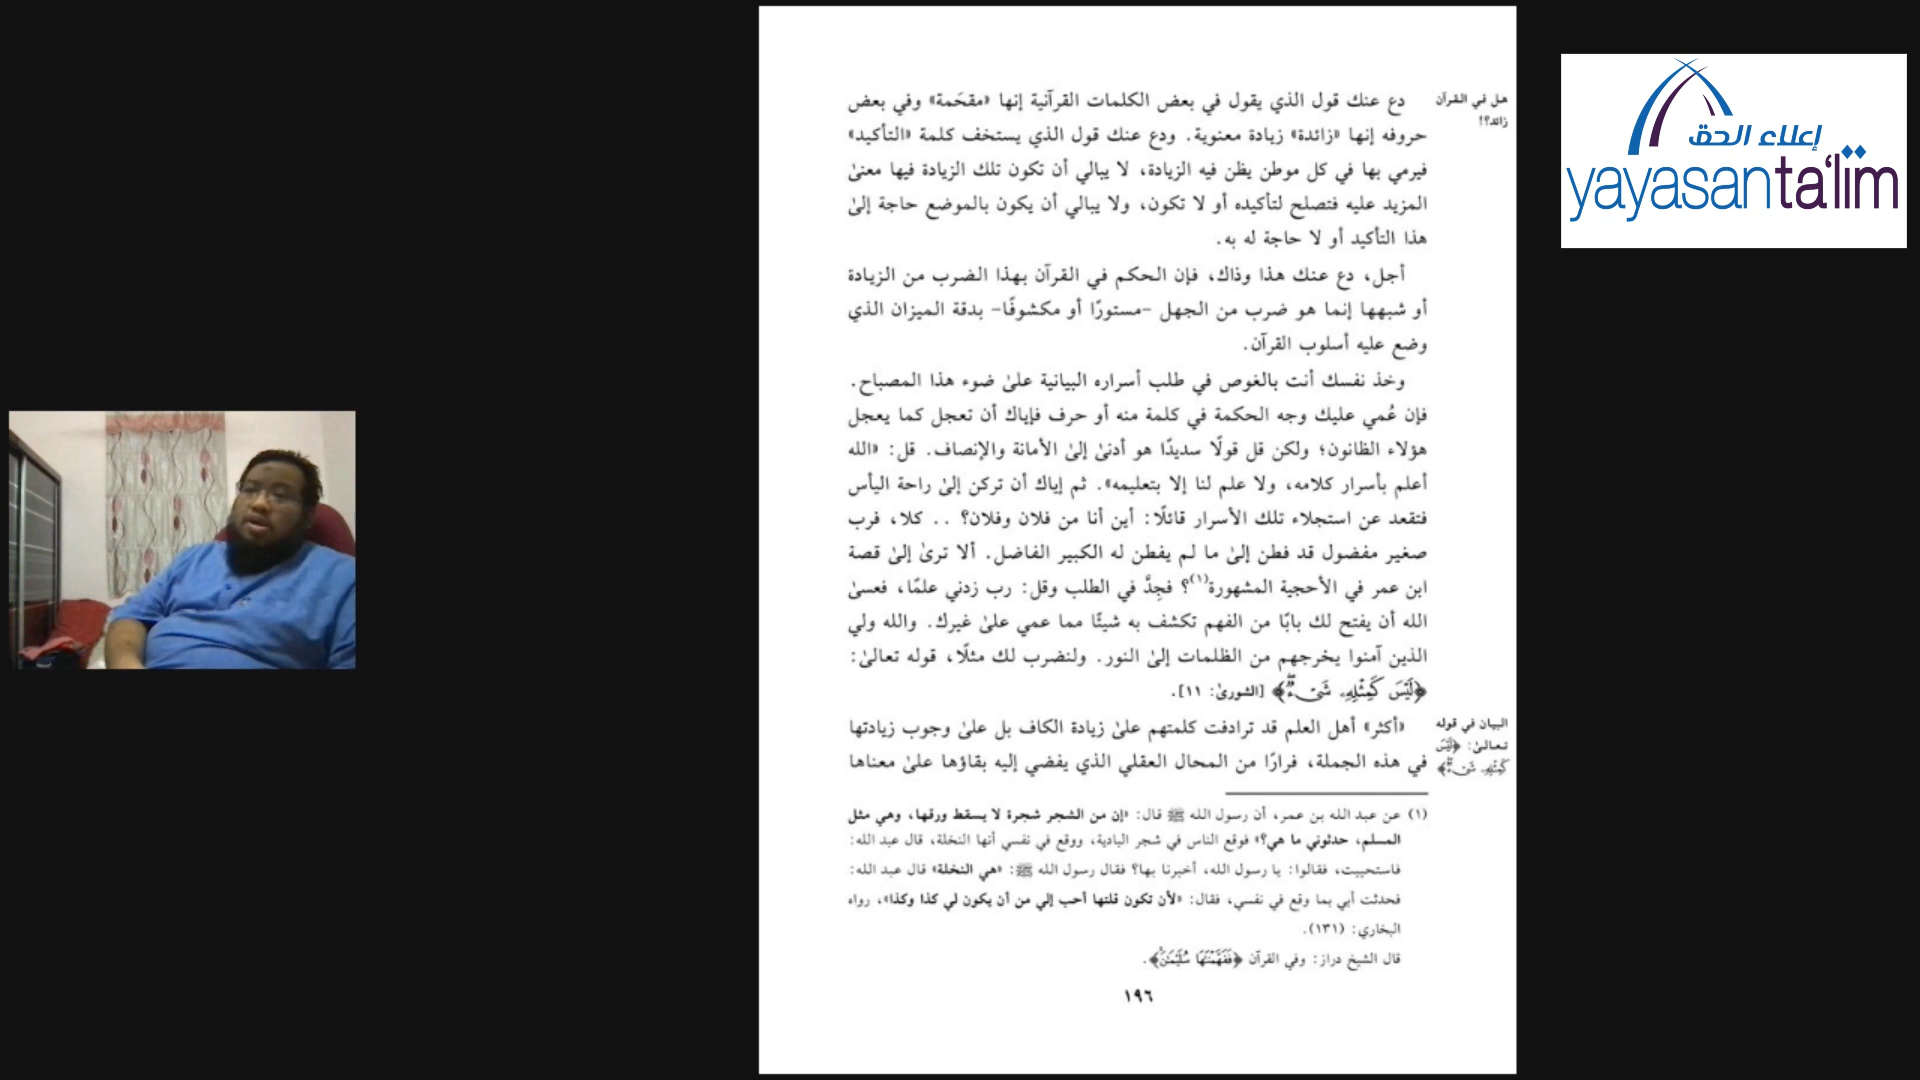 هل في القرآن
زائد؟!
دع عنك قول الذي يقول في بعض الكلمات القرآنية إنها «مقحَمة» وفي بعض
حروفه إنها «زائدة» زيادة معنوية. ودع عنك قول الذي يستخف كلمة «التأكيد»
فيرمي بها في كل موطن يظن فيه الزيادة، لا يبالي أن تكون تلك الزيادة فيها معنىٰ
المزيد عليه فتصلح لتأكيده أو لا تكون، ولا يبالي أن يكون بالموضع حاجة إلىٰ
هذا التأكيد أو لا حاجة له به.
أجل، دع عنك هذا وذاك، فإن الحكم في القرآن بهذا الضرب من الزيادة
أو شبهها إنما هو ضرب من الجهل -مستورًا أو مكشوفًا- بدقة الميزان الذي
وضع عليه أسلوب القرآن.
وخذ نفسك أنت بالغوص في طلب أسراره البيانية علىٰ ضوء هذا المصباح.
فإن عُمي عليك وجه الحكمة في كلمة منه أو حرف فإياك أن تعجل كما يعجل
هؤلاء الظانون؛ ولكن قل قولًا سديدًا هو أدنىٰ إلىٰ الأمانة والإنصاف. قل: «الله
أعلم بأسرار كلامه، ولا علم لنا إلا بتعليمه». ثم إياك أن تركن إلىٰ راحة اليأس
فتقعد عن استجلاء تلك الأسرار قائلًا: أين أنا من فلان وفلان؟ .. كلا، فرب
صغير مفضول قد فطن إلىٰ ما لم يفطن له الكبير الفاضل. ألا ترىٰ إلىٰ قصة
ابن عمر في الأحجية المشهورة(١)؟ فجِدَّ في الطلب وقل: رب زدني علمًا، فعسىٰ
الله أن يفتح لك بابًا من الفهم تكشف به شيئًا مما عمي علىٰ غيرك. والله ولي
الذين آمنوا يخرجهم من الظلمات إلىٰ النور. ولنضرب لك مثلًا، قوله تعالىٰ:
﴿لَيْسَ كَمِثْلِهِۦ شَىْءٌ﴾ [الشورىٰ: ١١].
البيان في قوله
تعالىٰ: ﴿لَيْسَ
كَمِثْلِهِۦ شَىْءٌ﴾
«أكثر» أهل العلم قد ترادفت كلمتهم علىٰ زيادة الكاف بل علىٰ وجوب زيادتها
في هذه الجملة، فرارًا من المحال العقلي الذي يفضي إليه بقاؤها علىٰ معناها
(١) عن عبد الله بن عمر، أن رسول الله ﷺ قال: «إن من الشجر شجرة لا يسقط ورقها، وهي مثل
المسلم، حدثوني ما هي؟» فوقع الناس في شجر البادية، ووقع في نفسي أنها النخلة، قال عبد الله:
فاستحييت، فقالوا: يا رسول الله، أخبرنا بها؟ فقال رسول الله ﷺ: «هي النخلة» قال عبد الله:
فحدثت أبي بما وقع في نفسي، فقال: «لأن تكون قلتها أحب إلي من أن يكون لي كذا وكذا»، رواه
البخاري: (١٣١).
قال الشيخ دراز: وفي القرآن ﴿فَفَهَّمْنَـٰهَا سُلَيْمَـٰنَ﴾.
١٩٦
إعلاء الحق
yayasan ta'lim